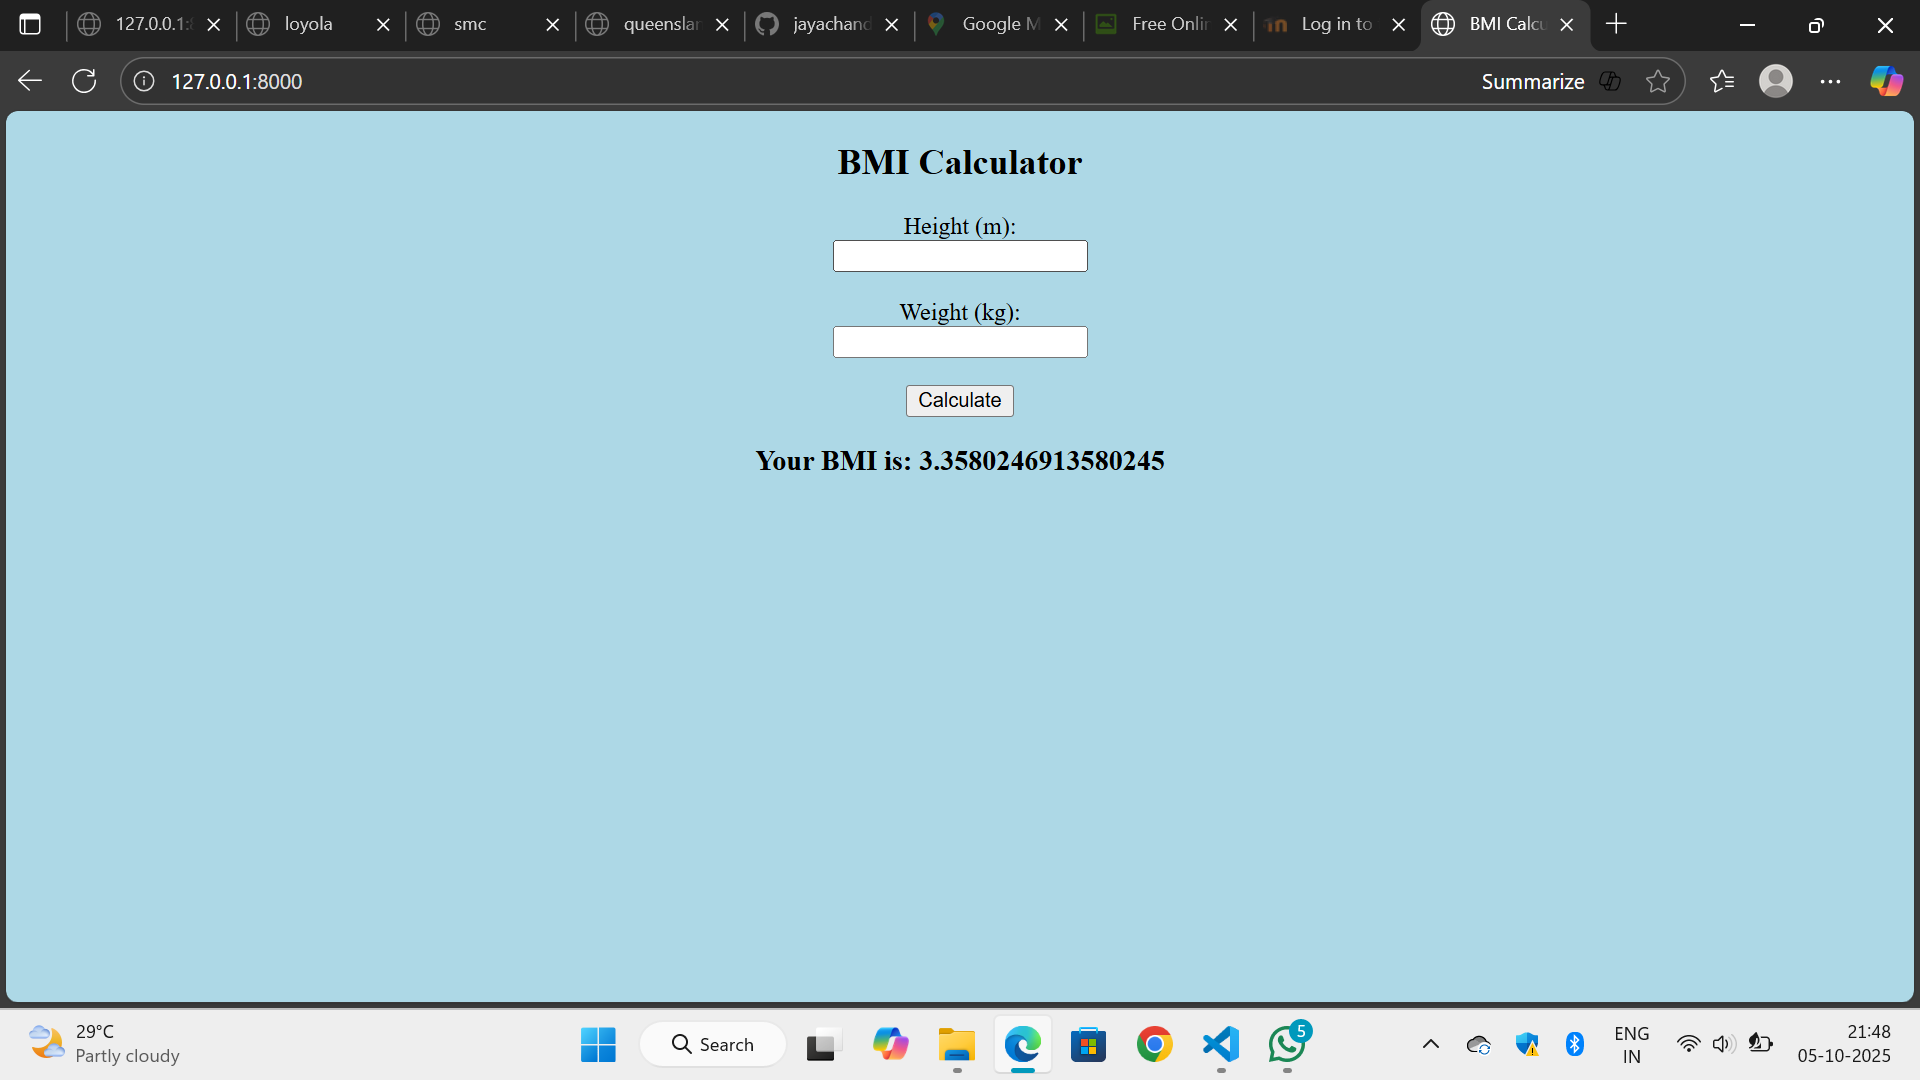 127.0.0.1:
loyola
smc
queenslan
jayachand
Google M
Free Onlin
Log in to
BMI Calcu
127.0.0.1:8000
Summarize
BMI Calculator
Height (m):
Weight (kg):
Calculate
Your BMI is: 3.3580246913580245
29°C
Partly cloudy
Search
5
ENG
IN
21:48
05-10-2025